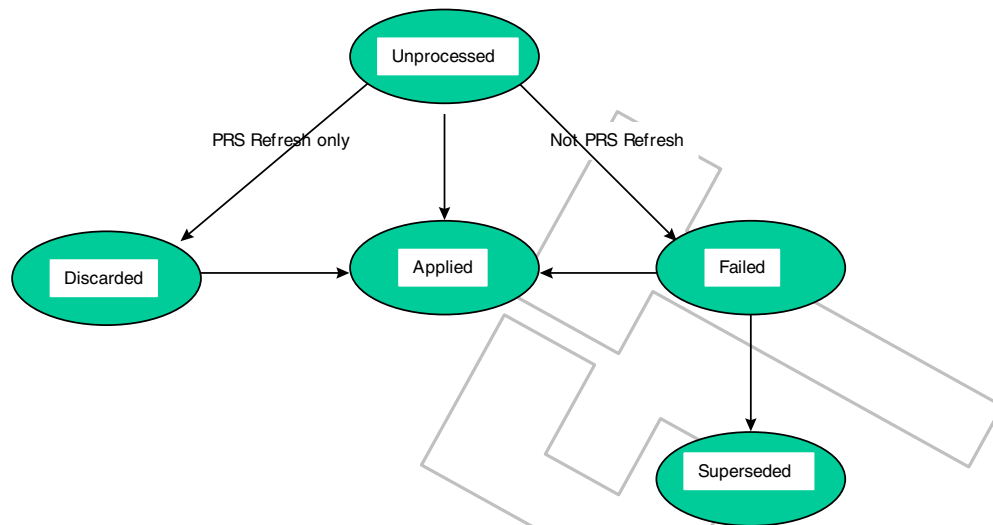 Unprocessed
PRS Refresh only
Not PRS Refresh
Discarded
Applied
Failed
Superseded